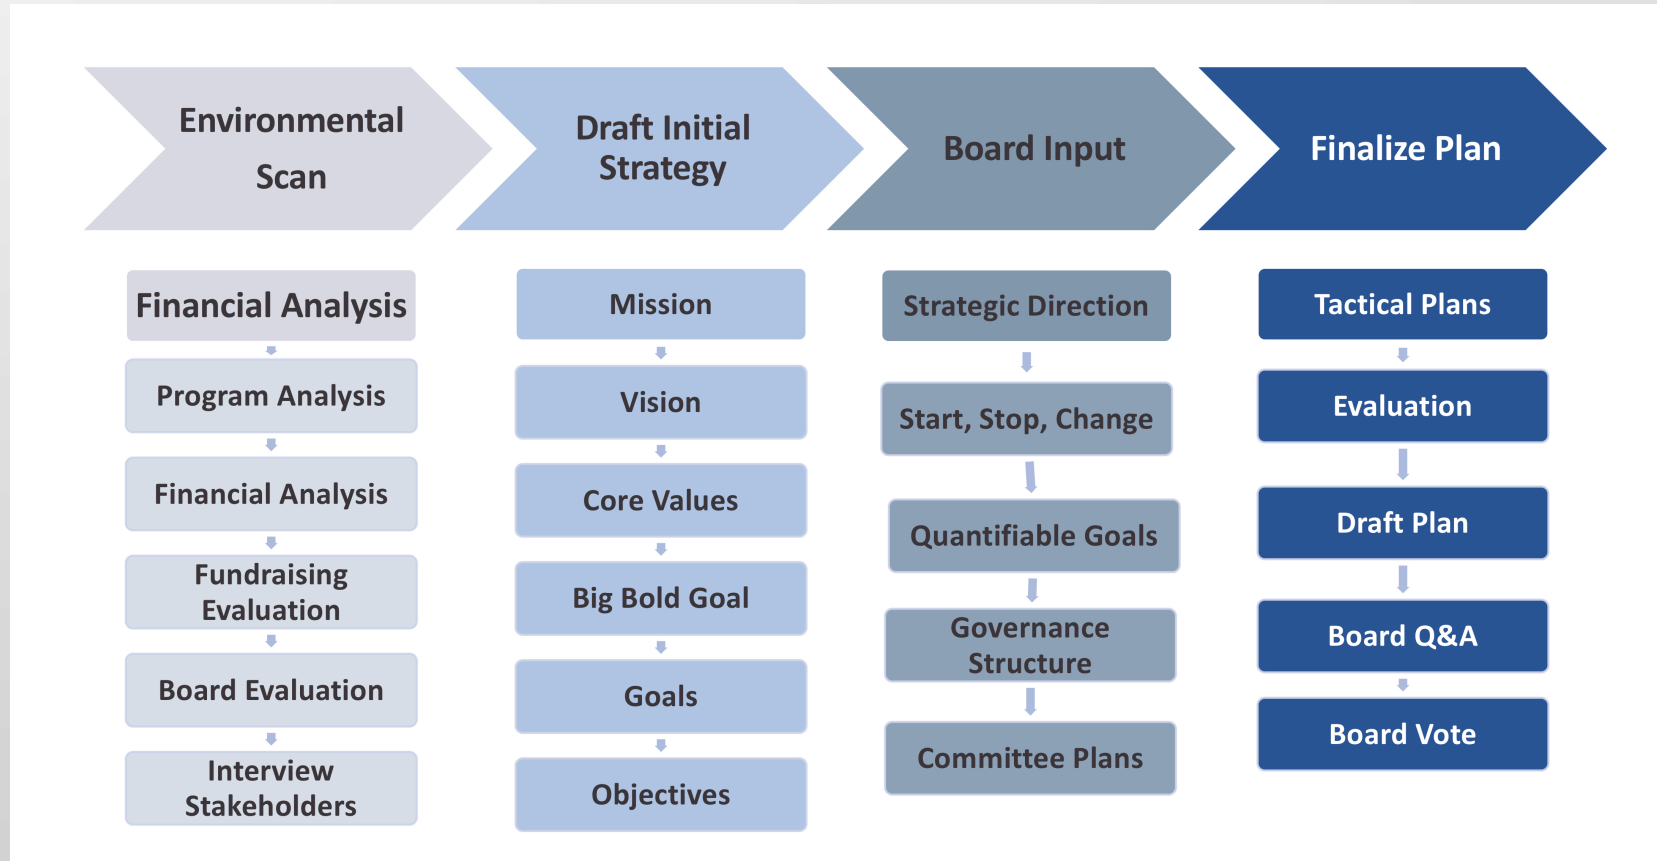 Environmental
Scan
Draft Initial
Strategy
Board Input
Finalize Plan
Financial Analysis
Program Analysis
Financial Analysis
Fundraising
Evaluation
Board Evaluation
Interview
Stakeholders
Mission
Vision
Core Values
Big Bold Goal
Goals
Objectives
Strategic Direction
Start, Stop, Change
Quantifiable Goals
Governance
Structure
Committee Plans
Tactical Plans
Evaluation
Draft Plan
Board Q&A
Board Vote